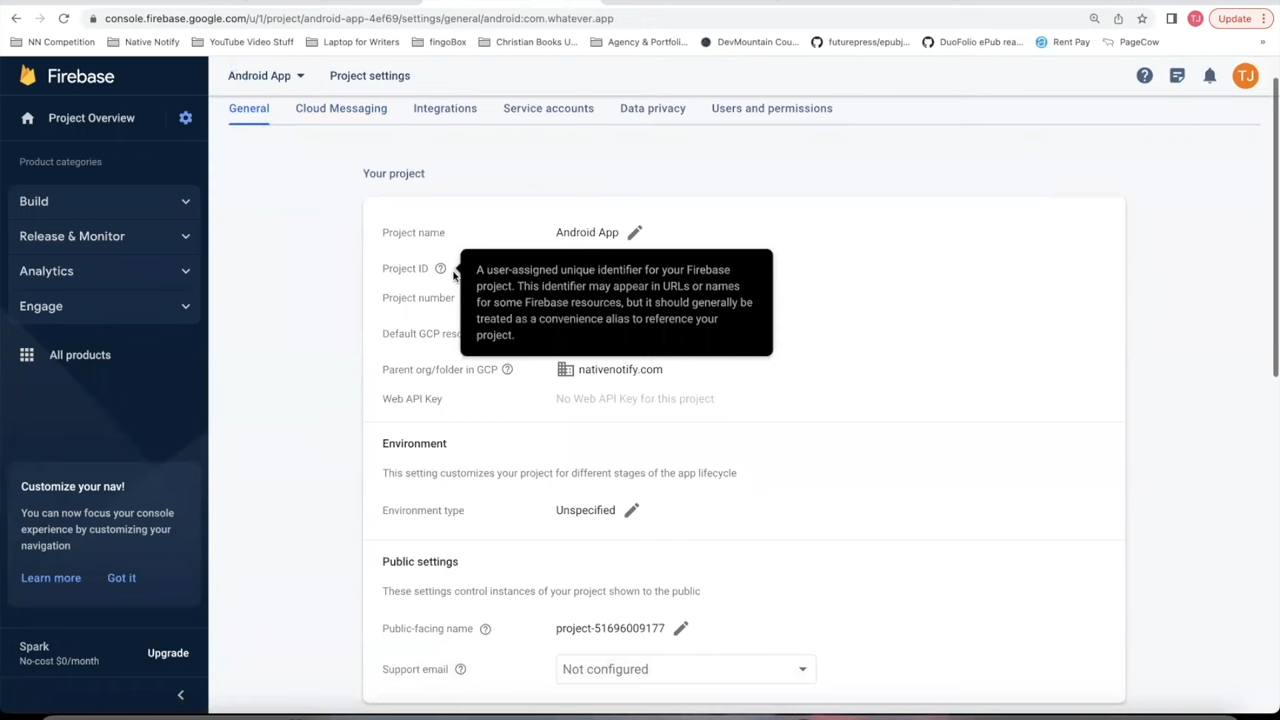 console.firebase.google.com/u/1/project/android-app-4ef69/settings/general/android:com.whatever.app
TJ
Update
NN Competition
Native Notify
YouTube Video Stuff
Laptop for Writers
fingoBox
Christian Books U...
Agency & Portfoli...
DevMountain Cou...
futurepress/epubj...
DuoFolio ePub rea...
Rent Pay
PageCow
»
Firebase
Android App
Project settings
TJ
Project Overview
General
Cloud Messaging
Integrations
Service accounts
Data privacy
Users and permissions
Product categories
Build
Release & Monitor
Analytics
Engage
All products
Customize your nav!
You can now focus your console
experience by customizing your
navigation
Learn more
Got it
Spark
No-cost $0/month
Upgrade
Your project
Project name
Android App
Project ID
A user-assigned unique identifier for your Firebase
project. This identifier may appear in URLs or names
for some Firebase resources, but it should generally be
treated as a convenience alias to reference your
project.
Project number
Default GCP reso
Parent org/folder in GCP
nativenotify.com
Web API Key
No Web API Key for this project
Environment
This setting customizes your project for different stages of the app lifecycle
Environment type
Unspecified
Public settings
These settings control instances of your project shown to the public
Public-facing name
project-51696009177
Support email
Not configured